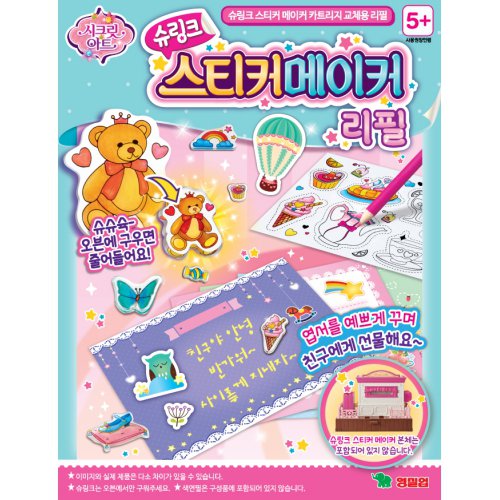 시크릿
아트
슈링크 스티커 메이커 카트리지 교체용 리필
5+
사용권장연령
슈링크
스티커메이커
리필
슈슈슉~
오븐에 구우면
줄어들어요!
친구야 안녕
반가워~
사이좋게 지내자~
엽서를 예쁘게 꾸며
친구에게 선물해요~
슈링크 스티커 메이커 본체는
포함되어 있지 않습니다.
★이미지와 실제 제품은 다소 차이가 있을 수 있습니다.
★슈링크는 오븐에서만 구워주세요. ★색연필은 구성품에 포함되어 있지 않습니다.
영실업